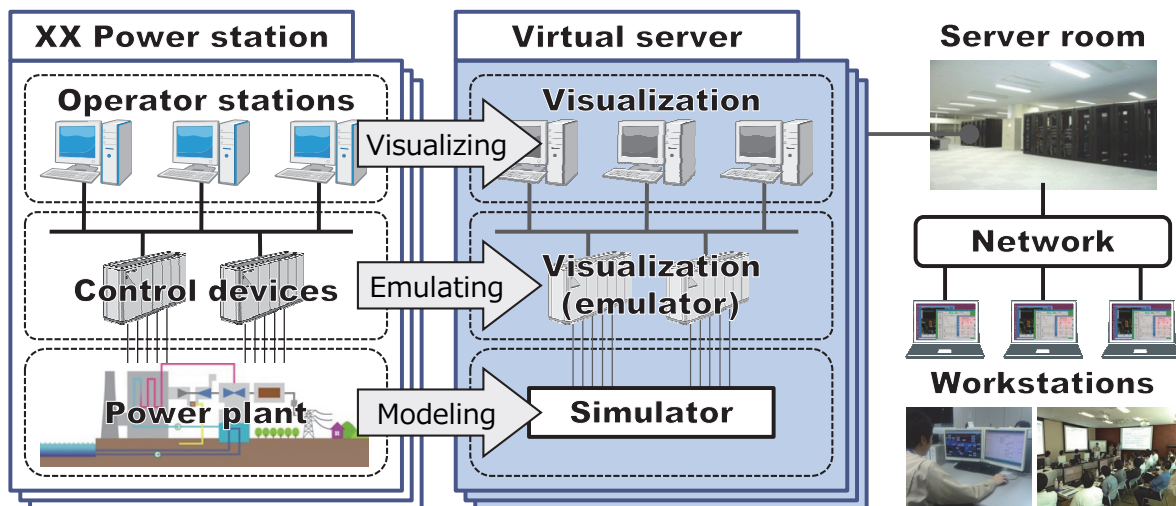 XX Power station
Operator stations
Control devices
Power plant
Visualizing
Emulating
Modeling
Virtual server
Visualization
Visualization
(emulator)
Simulator
Server room
Network
Workstations